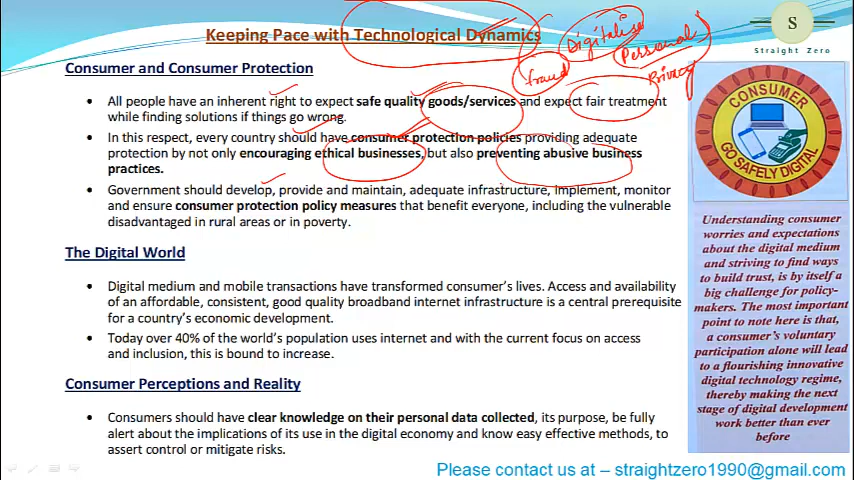 Keeping Pace with Technological Dynamics
Digitalise
Personal
fraud
Privacy
S
Straight Zero
Consumer and Consumer Protection
All people have an inherent right to expect safe quality goods/services and expect fair treatment
while finding solutions if things go wrong.
In this respect, every country should have consumer protection policies providing adequate
protection by not only encouraging ethical businesses, but also preventing abusive business
practices.
Government should develop, provide and maintain, adequate infrastructure, implement, monitor
and ensure consumer protection policy measures that benefit everyone, including the vulnerable
disadvantaged in rural areas or in poverty.
The Digital World
Digital medium and mobile transactions have transformed consumer's lives. Access and availability
of an affordable, consistent, good quality broadband internet infrastructure is a central prerequisite
for a country's economic development.
Today over 40% of the world's population uses internet and with the current focus on access
and inclusion, this is bound to increase.
Consumer Perceptions and Reality
Consumers should have clear knowledge on their personal data collected, its purpose, be fully
alert about the implications of its use in the digital economy and know easy effective methods, to
assert control or mitigate risks.
CONSUMER
GO SAFELY DIGITAL
Understanding consumer
worries and expectations
about the digital medium
and striving to find ways
to build trust, is by itself a
big challenge for policy-
makers. The most important
point to note here is that,
a consumer's voluntary
participation alone will lead
to a flourishing innovative
digital technology regime,
thereby making the next
stage of digital development
work better than ever
before
Please contact us at – straightzero1990@gmail.com